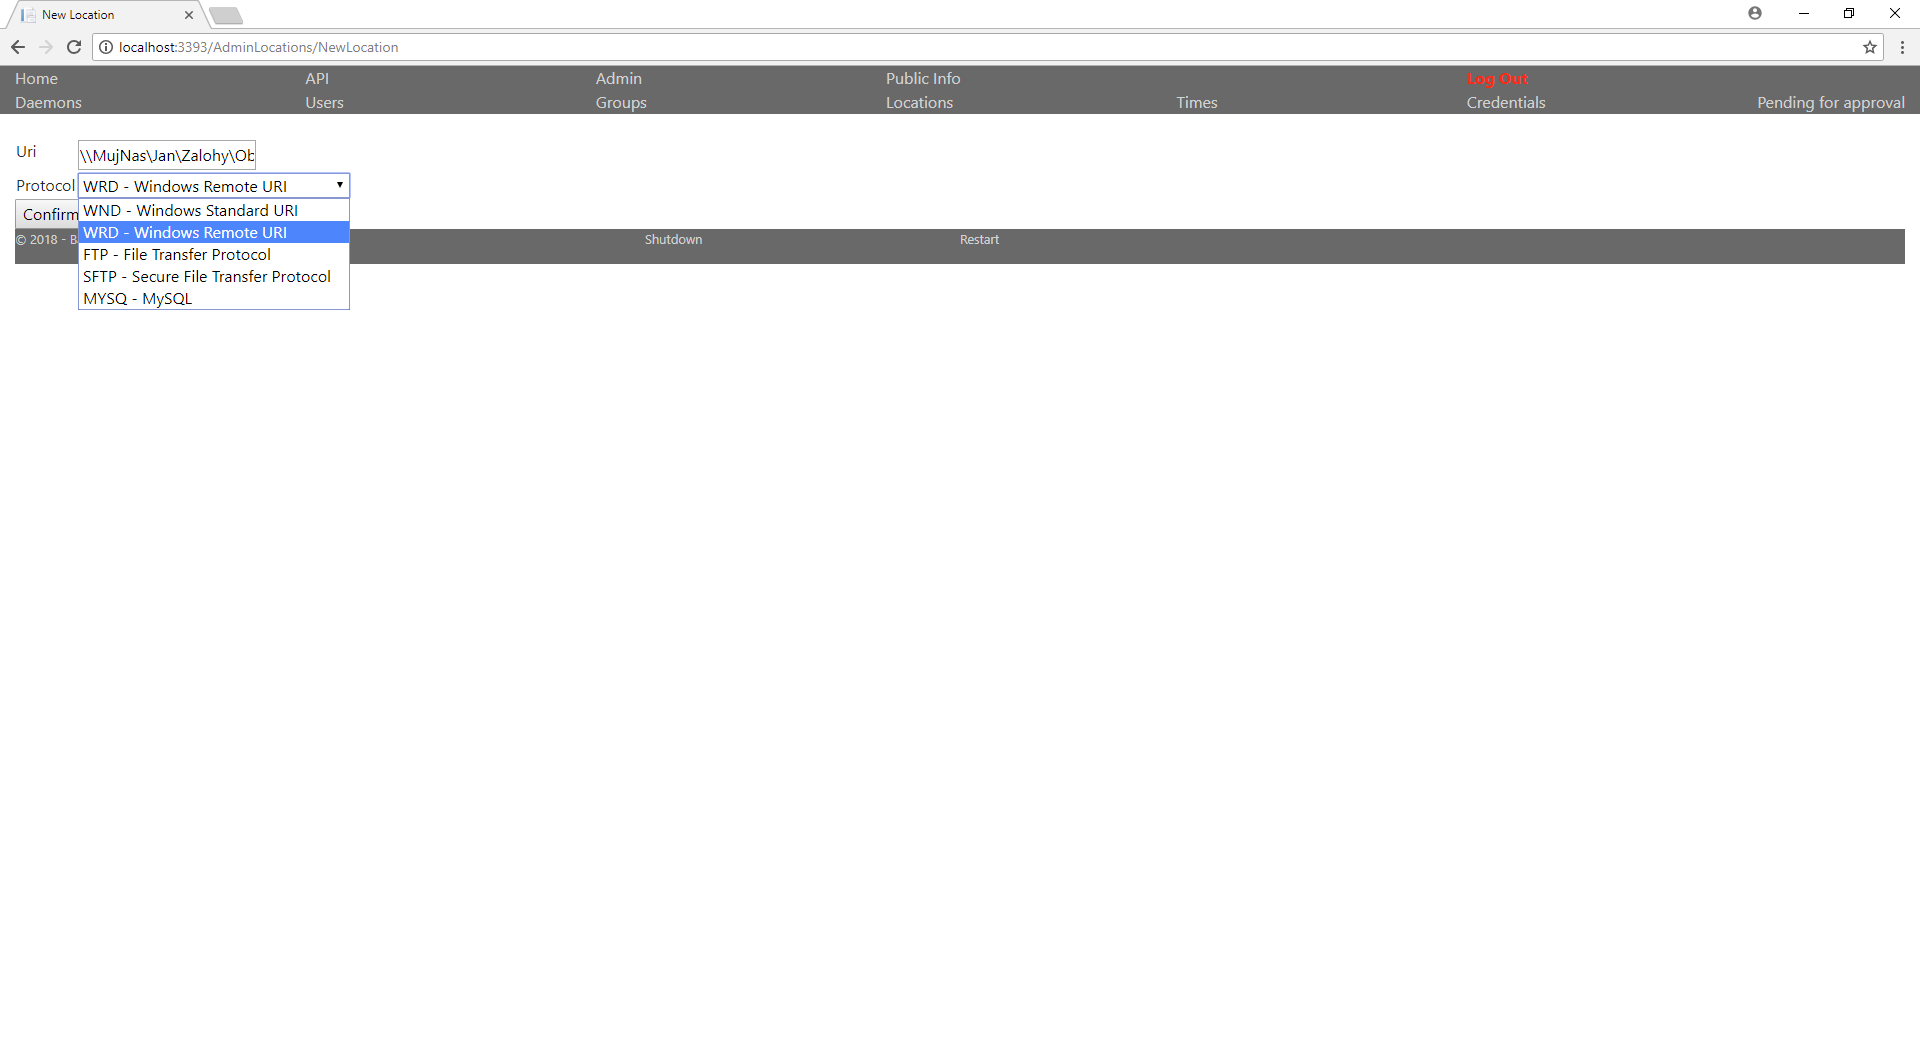 New Location
localhost:3393/AdminLocations/NewLocation
Home API Admin Public Info Log Out
Daemons Users Groups Locations Times Credentials Pending for approval
Uri \\MujNas\Jan\Zalohy\Ob
Protocol WRD - Windows Remote URI
WND - Windows Standard URI
WRD - Windows Remote URI
FTP - File Transfer Protocol
SFTP - Secure File Transfer Protocol
MYSQ - MySQL
Confirm
© 2018 - B Shutdown Restart